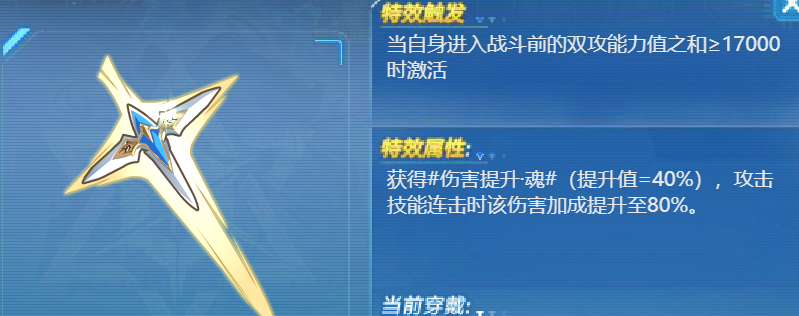 特效触发
当自身进入战斗前的双攻能力值之和≥17000
时激活
特效属性:
获得#伤害提升·魂#（提升值=40%），攻击
技能连击时该伤害加成提升至80%。
当前穿戴: